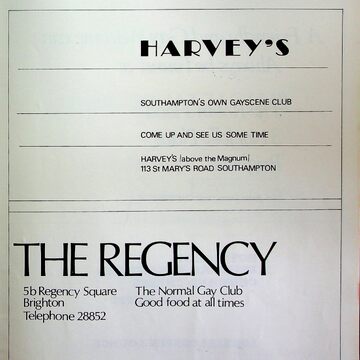 HARVEY'S
SOUTHAMPTON'S OWN GAYSCENE CLUB
COME UP AND SEE US SOME TIME
HARVEY'S (above the Magnum)
113 St MARY'S ROAD SOUTHAMPTON
THE REGENCY
5b Regency Square
Brighton
Telephone 28852
The Normal Gay Club
Good food at all times